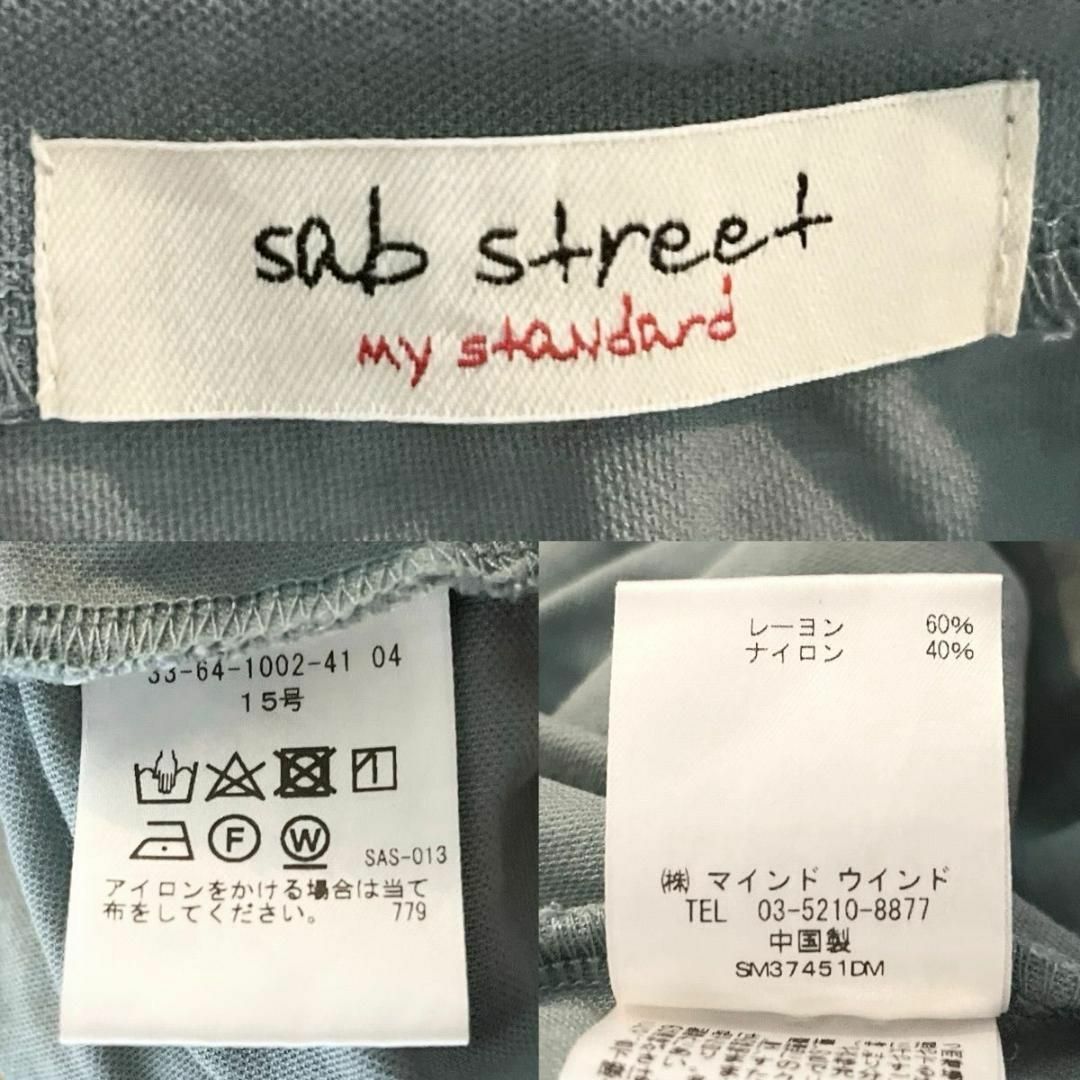 sab street
my standard
33-64-1002-41 04
15号
F
W
SAS-013
アイロンをかける場合は当て
布をしてください。 779
レーヨン 60%
ナイロン 40%
㈱ マインド ウインド
TEL 03-5210-8877
中国製
SM37451DM